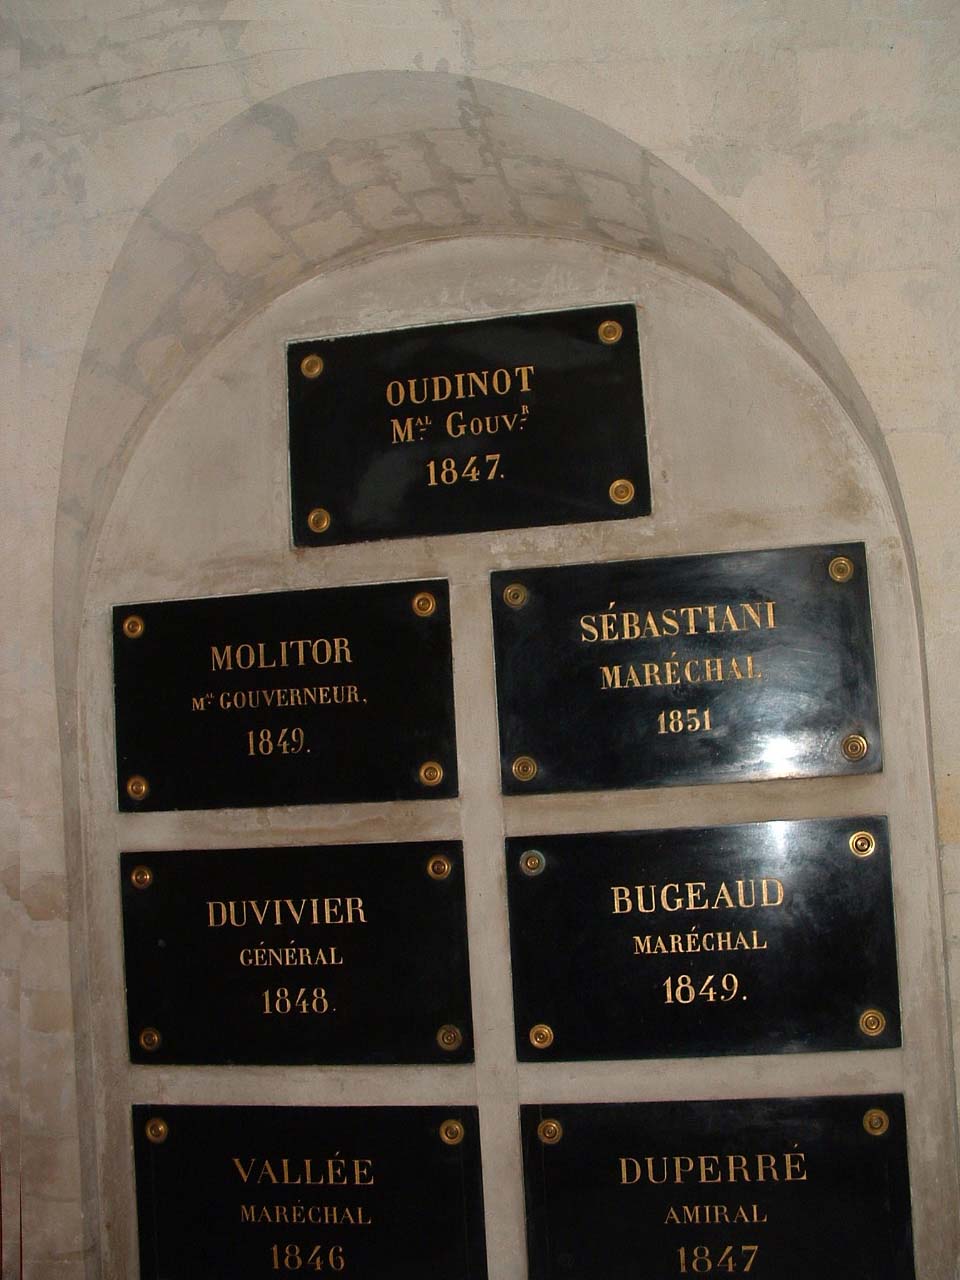 OUDINOT
MAL GOUVR
1847.
MOLITOR
MAL GOUVERNEUR,
1849.
SÉBASTIANI
MARÉCHAL
1851
DUVIVIER
GÉNÉRAL
1848.
BUGEAUD
MARÉCHAL
1849.
VALLÉE
MARÉCHAL
1846
DUPERRÉ
AMIRAL
1847